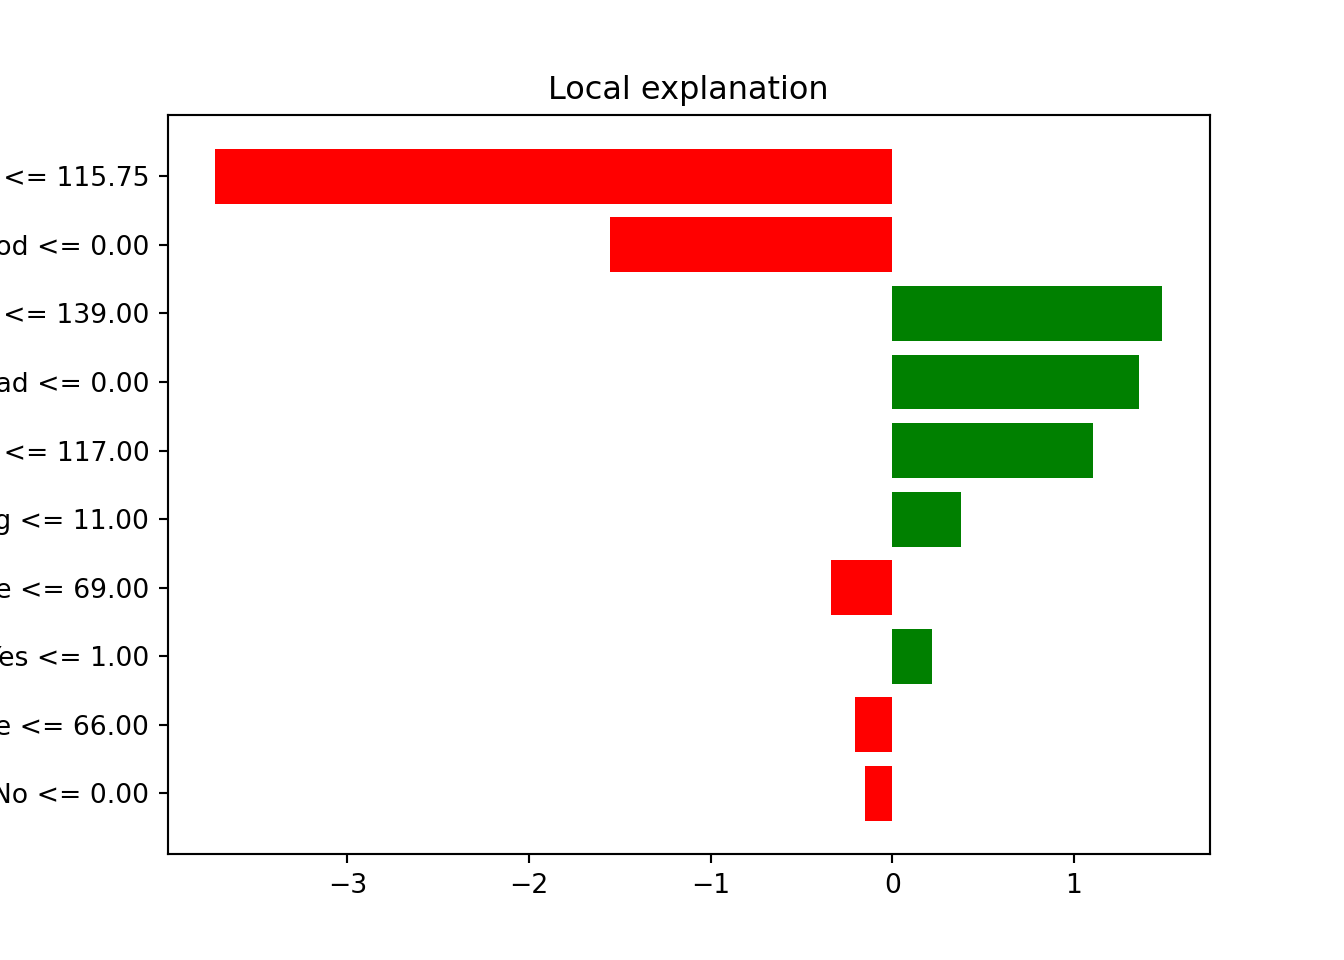 Local explanation
<= 115.75
od <= 0.00
<= 139.00
ad <= 0.00
<= 117.00
g <= 11.00
e <= 69.00
Yes <= 1.00
e <= 66.00
No <= 0.00
−3 −2 −1 0 1